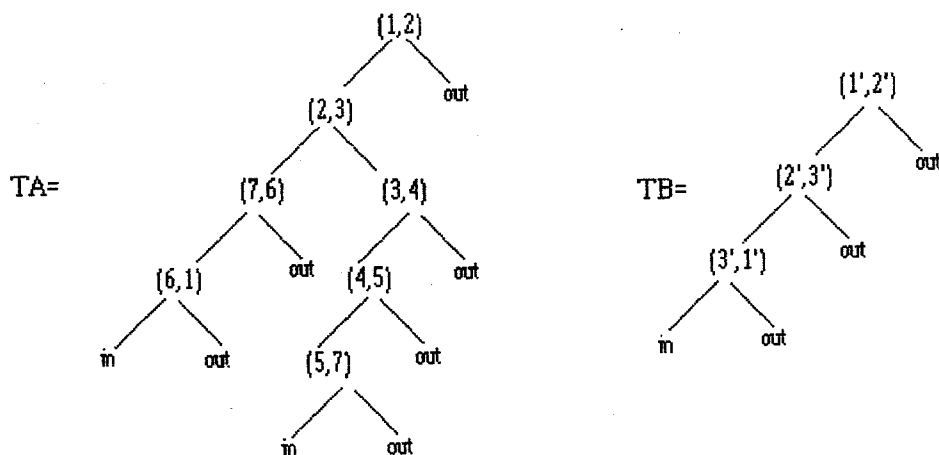 (1,2)
out
(2,3)
TA=
(7,6)
(3,4)
out
out
(6,1)
(4,5)
in
out
(5,7)
out
in
out
(1',2')
out
TB=
(2',3')
out
(3',1')
in
out